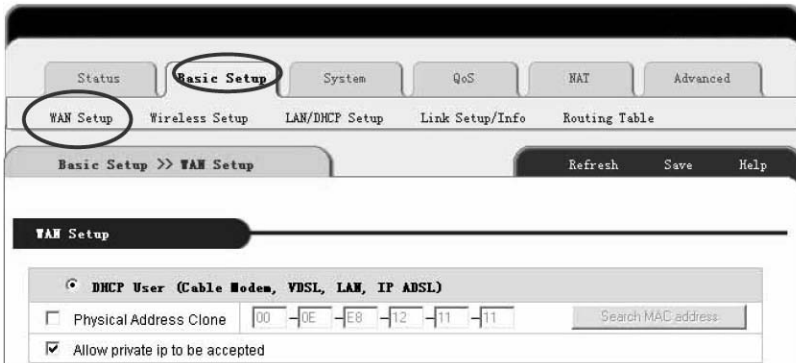 Status Basic Setup System QoS NAT Advanced
WAN Setup Wireless Setup LAN/DHCP Setup Link Setup/Info Routing Table
Basic Setup >> WAN Setup Refresh Save Help
WAN Setup
DHCP User (Cable Modem, VDSL, LAN, IP ADSL)
Physical Address Clone 00 -0E -E8 -12 -11 -11 Search MAC address
Allow private ip to be accepted